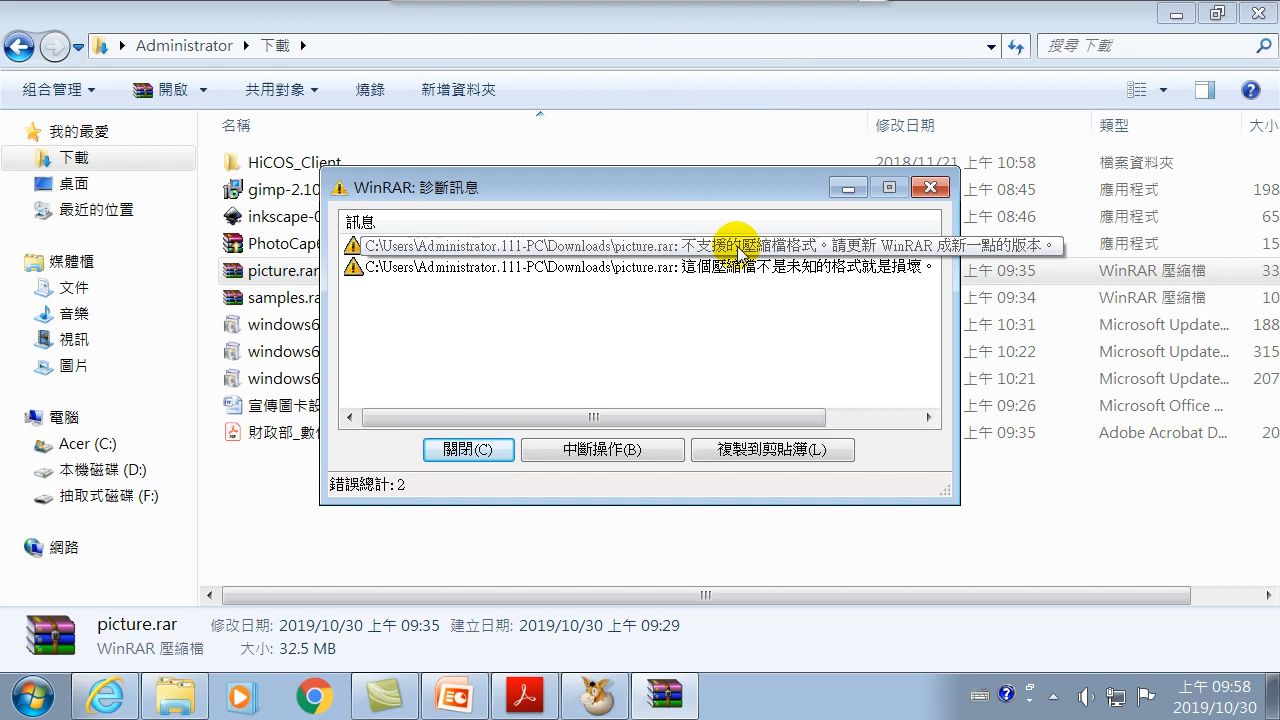 Administrator ▸ 下載 ▸
搜尋 下載
組合管理
開啟
共用對象
燒錄
新增資料夾
名稱
修改日期
類型
大小
我的最愛
下載
桌面
最近的位置
媒體櫃
文件
音樂
視訊
圖片
電腦
Acer (C:)
本機磁碟 (D:)
抽取式磁碟 (F:)
網路
HiCOS_Client 2018/11/21 上午 10:58 檔案資料夾
gimp-2.10 上午 08:45 應用程式 198
inkscape-0 上午 08:46 應用程式 65
PhotoCap6 上午 09:43 應用程式
picture.rar 上午 09:35 WinRAR 壓縮檔
samples.ra 上午 09:34 WinRAR 壓縮檔 10
windows6 上午 10:31 Microsoft Update... 188
windows6 上午 10:22 Microsoft Update... 315
windows6 上午 10:21 Microsoft Update... 207
宣傳圖卡設 上午 09:26 Microsoft Office ...
財政部_數位 上午 09:35 Adobe Acrobat D... 20
WinRAR: 診斷訊息
訊息
C:\Users\Administrator.111-PC\Downloads\picture.rar: 不支援的壓縮檔格式。請更新 WinRAR 成新一點的版本。
C:\Users\Administrator.111-PC\Downloads\picture.rar: 這個壓縮檔不是未知的格式就是損壞
關閉(C)
中斷操作(B)
複製到剪貼簿(L)
錯誤總計: 2
picture.rar 修改日期: 2019/10/30 上午 09:35 建立日期: 2019/10/30 上午 09:29
WinRAR 壓縮檔 大小: 32.5 MB
上午 09:58
2019/10/30